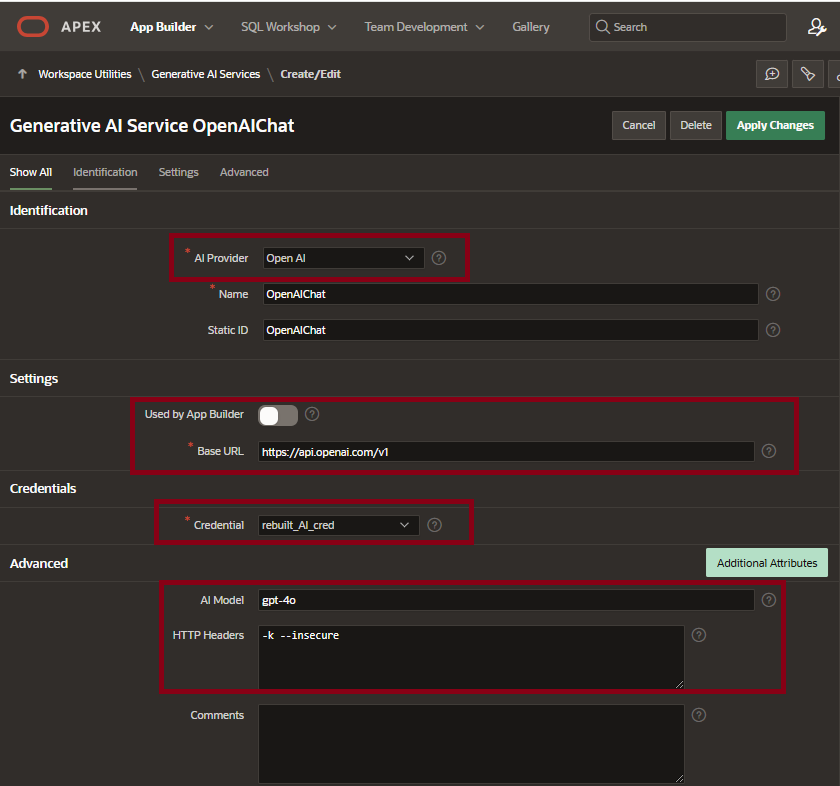 APEX App Builder SQL Workshop Team Development Gallery Search
Workspace Utilities \ Generative AI Services \ Create/Edit
Generative AI Service OpenAIChat Cancel Delete Apply Changes
Show All Identification Settings Advanced
Identification
* AI Provider Open AI ?
* Name OpenAIChat ?
Static ID OpenAIChat ?
Settings
Used by App Builder ?
* Base URL https://api.openai.com/v1 ?
Credentials
* Credential rebuilt_AI_cred ?
Advanced Additional Attributes
AI Model gpt-4o ?
HTTP Headers -k --insecure ?
Comments ?